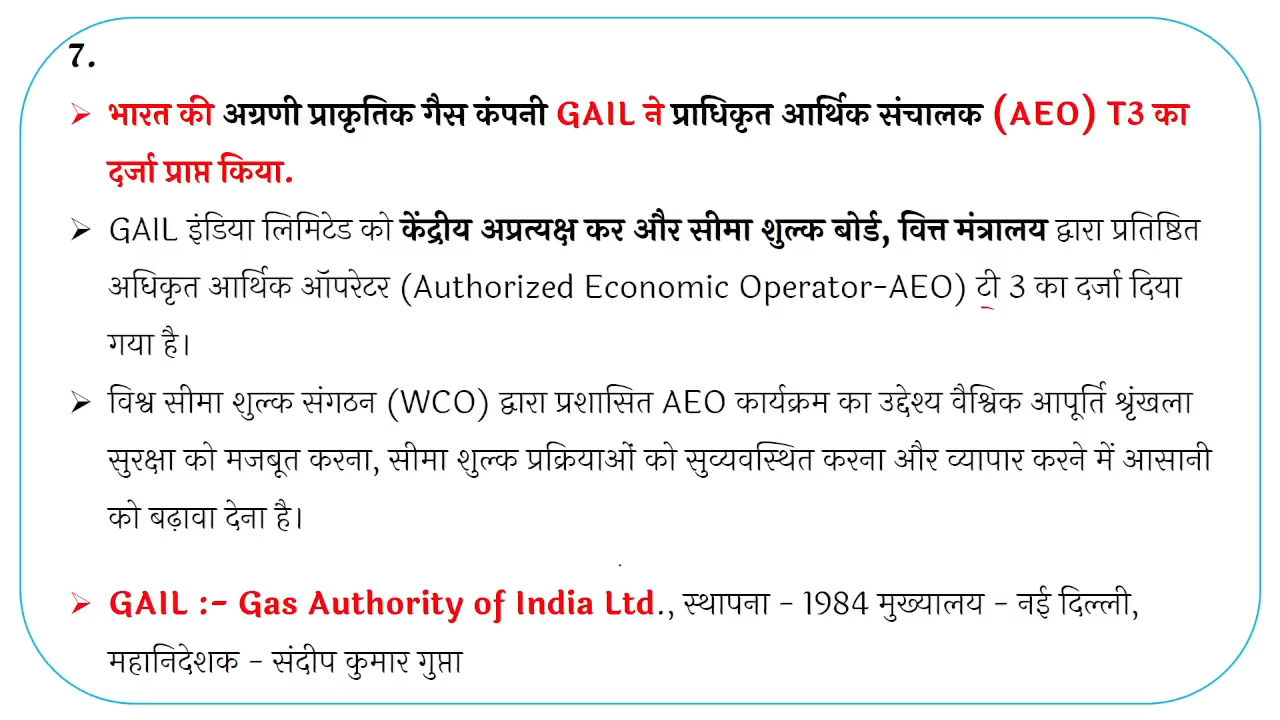 7.
➢ भारत की अग्रणी प्राकृतिक गैस कंपनी GAIL ने प्राधिकृत आर्थिक संचालक (AEO) T3 का
दर्जा प्राप्त किया.
➢ GAIL इंडिया लिमिटेड को केंद्रीय अप्रत्यक्ष कर और सीमा शुल्क बोर्ड, वित्त मंत्रालय द्वारा प्रतिष्ठित
अधिकृत आर्थिक ऑपरेटर (Authorized Economic Operator-AEO) टी 3 का दर्जा दिया
गया है।
➢ विश्व सीमा शुल्क संगठन (WCO) द्वारा प्रशासित AEO कार्यक्रम का उद्देश्य वैश्विक आपूर्ति श्रृंखला
सुरक्षा को मजबूत करना, सीमा शुल्क प्रक्रियाओं को सुव्यवस्थित करना और व्यापार करने में आसानी
को बढ़ावा देना है।
➢ GAIL :- Gas Authority of India Ltd., स्थापना - 1984 मुख्यालय - नई दिल्ली,
महानिदेशक - संदीप कुमार गुप्ता